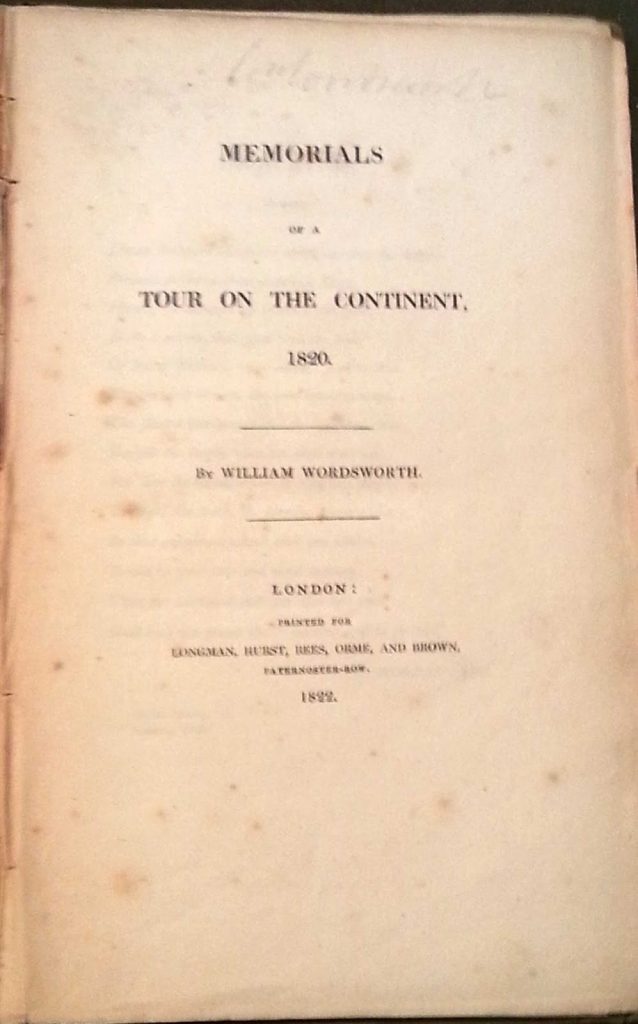 MEMORIALS
OF A
TOUR ON THE CONTINENT,
1820.
By WILLIAM WORDSWORTH.
LONDON:
PRINTED FOR
LONGMAN, HURST, REES, ORME, AND BROWN,
PATERNOSTER-ROW.
1822.